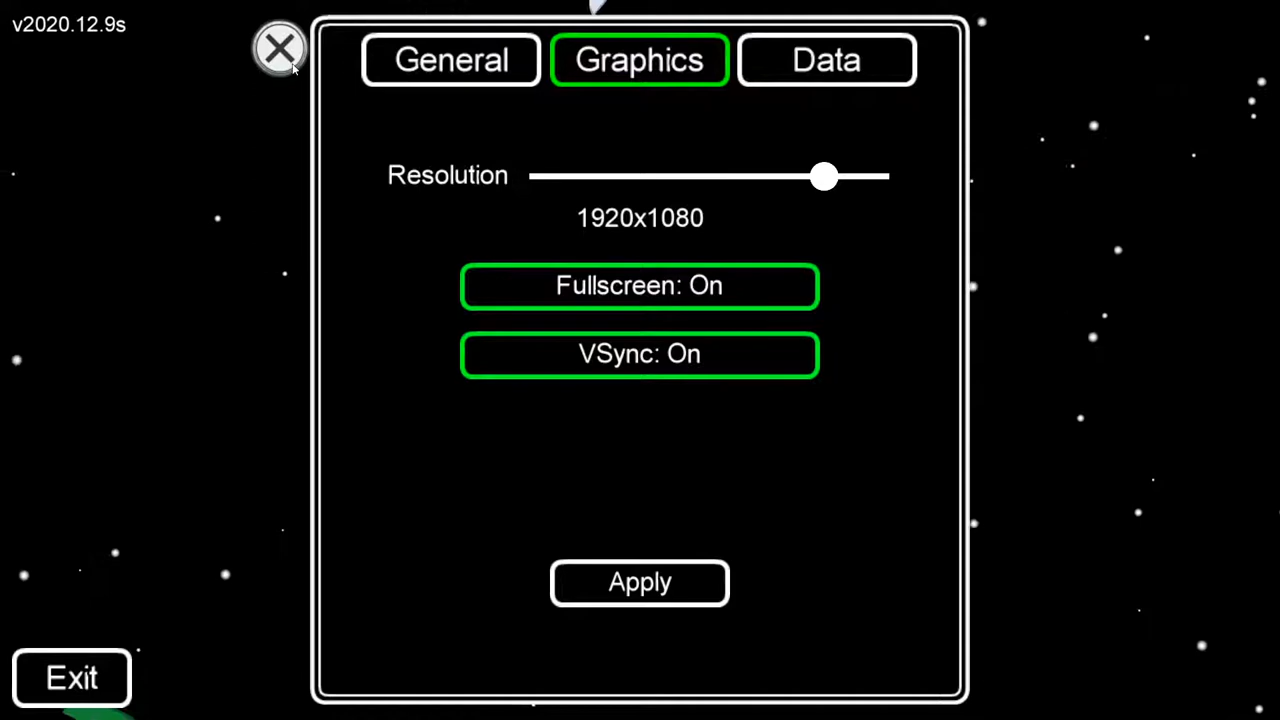 v2020.12.9s
General Graphics Data
Resolution
1920x1080
Fullscreen: On
VSync: On
Apply
Exit